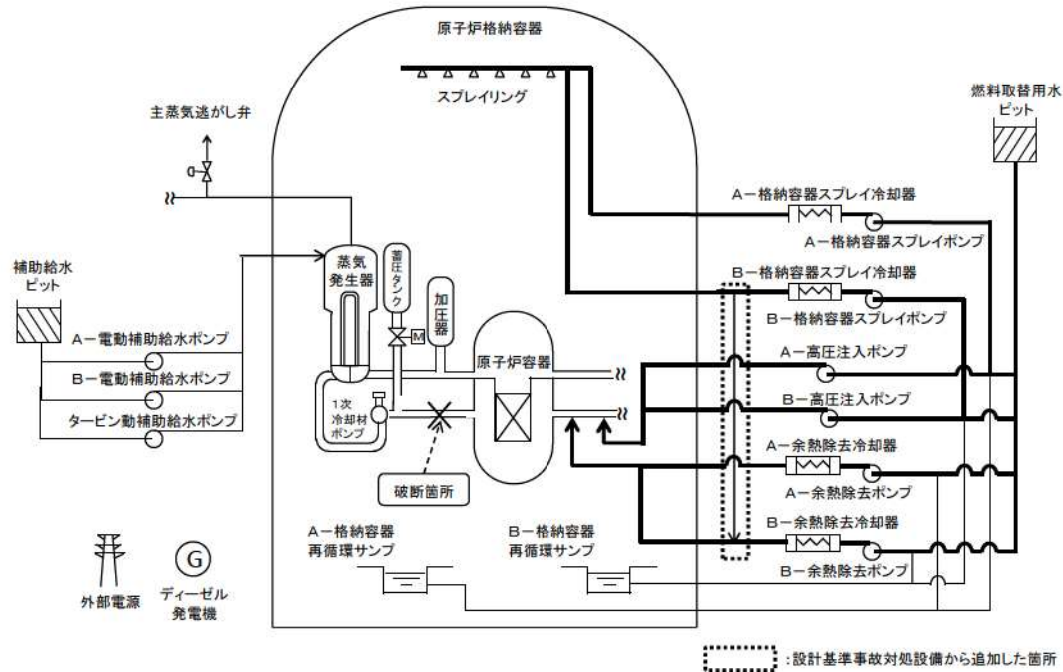 原子炉格納容器
スプレイリング
燃料取替用水
ピット
主蒸気逃がし弁
A－格納容器スプレイ冷却器
A－格納容器スプレイポンプ
補助給水
ピット
蒸気
発生器
蓄圧タンク
加圧器
M
B－格納容器スプレイ冷却器
B－格納容器スプレイポンプ
A－電動補助給水ポンプ
B－電動補助給水ポンプ
タービン動補助給水ポンプ
原子炉容器
1次
冷却材
ポンプ
A－高圧注入ポンプ
B－高圧注入ポンプ
A－余熱除去冷却器
A－余熱除去ポンプ
破断箇所
B－余熱除去冷却器
B－余熱除去ポンプ
A－格納容器
再循環サンプ
B－格納容器
再循環サンプ
G
外部電源
ディーゼル
発電機
：設計基準事故対処設備から追加した箇所